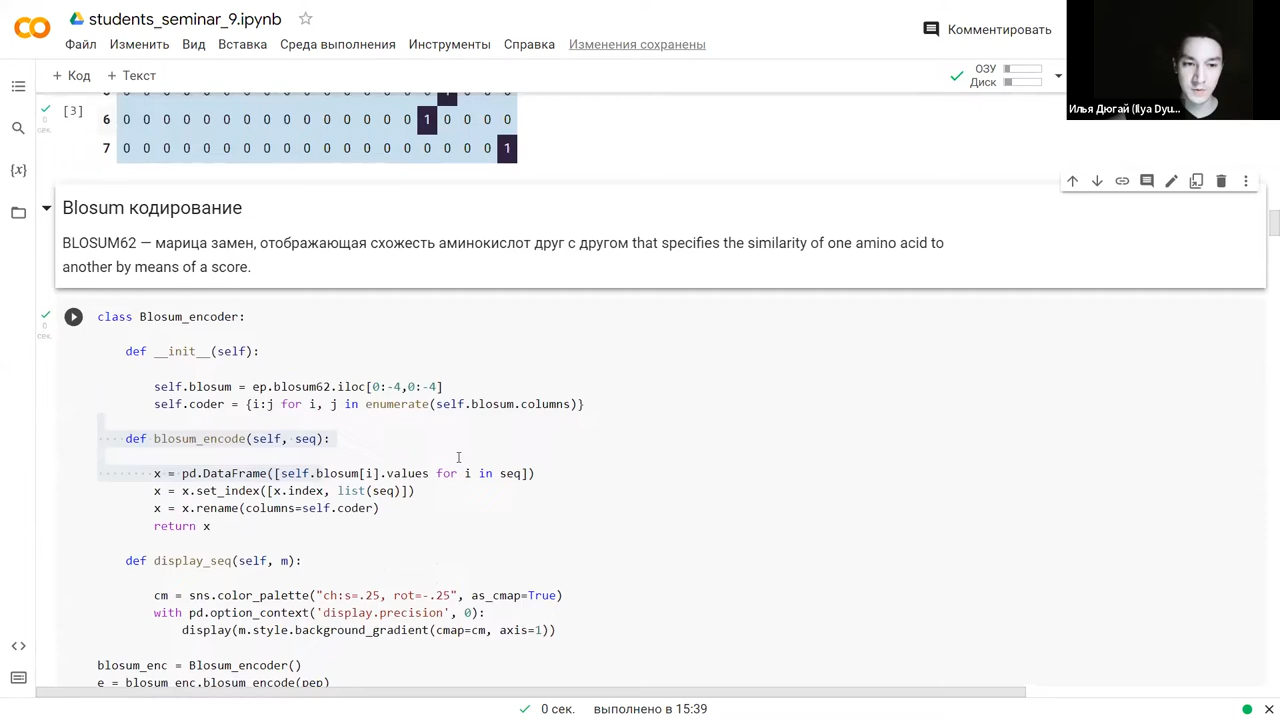 students_seminar_9.ipynb
Файл Изменить Вид Вставка Среда выполнения Инструменты Справка Изменения сохранены
Комментировать
+ Код + Текст
ОЗУ
Диск
Илья Дюгай (Ilya Dyu...
[3]
0
сек.
6 0 0 0 0 0 0 0 0 0 0 0 0 0 0 0 1 0 0 0 0
7 0 0 0 0 0 0 0 0 0 0 0 0 0 0 0 0 0 0 0 1
{x}
Blosum кодирование
BLOSUM62 — марица замен, отображающая схожесть аминокислот друг с другом that specifies the similarity of one amino acid to
another by means of a score.
0
сек.
class Blosum_encoder:
def __init__(self):
self.blosum = ep.blosum62.iloc[0:-4,0:-4]
self.coder = {i:j for i, j in enumerate(self.blosum.columns)}
def blosum_encode(self, seq):
x = pd.DataFrame([self.blosum[i].values for i in seq])
x = x.set_index([x.index, list(seq)])
x = x.rename(columns=self.coder)
return x
def display_seq(self, m):
cm = sns.color_palette("ch:s=.25, rot=-.25", as_cmap=True)
with pd.option_context('display.precision', 0):
display(m.style.background_gradient(cmap=cm, axis=1))
blosum_enc = Blosum_encoder()
e = blosum_enc.blosum_encode(pep)
0 сек. выполнено в 15:39